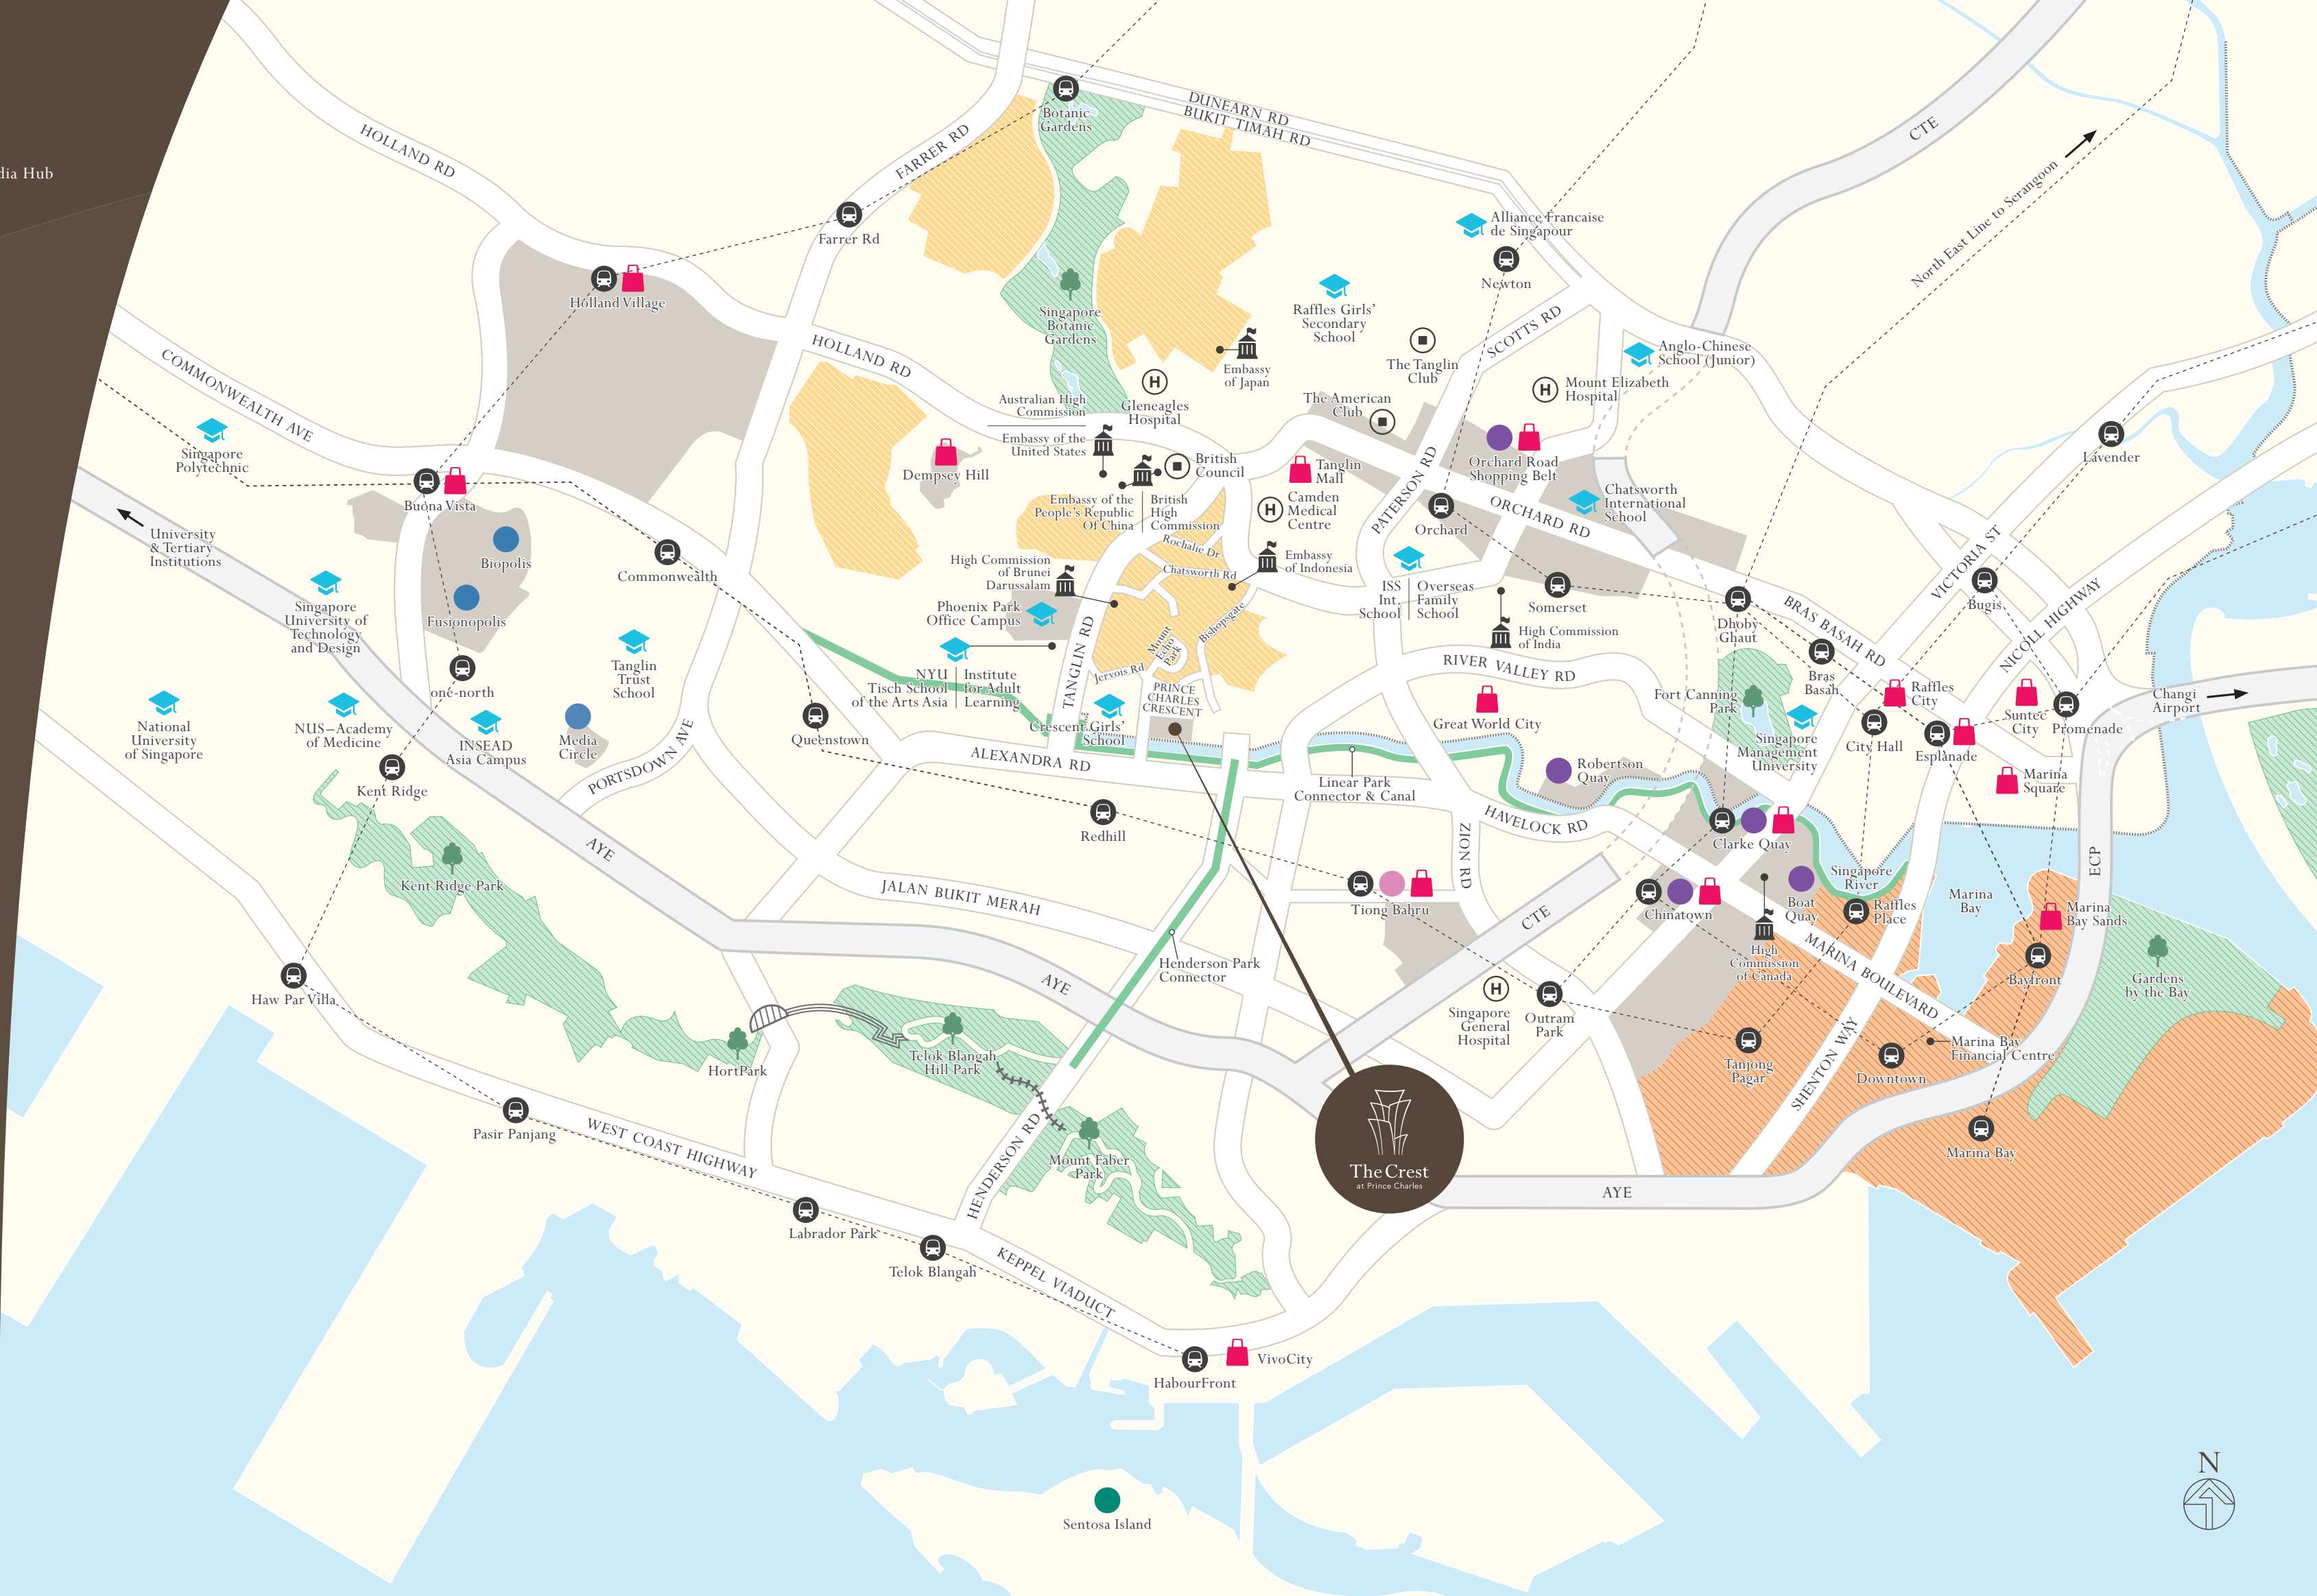 dia Hub
HOLLAND RD
FARRER RD
Botanic
Gardens
DUNEARN RD
BUKIT TIMAH RD
CTE
North East Line to Serangoon
Farrer Rd
Holland Village
Singapore
Botanic
Gardens
Alliance Francaise
de Singapour
Newton
Raffles Girls'
Secondary
School
SCOTTS RD
The Tanglin
Club
Anglo-Chinese
School (Junior)
Embassy
of Japan
COMMONWEALTH AVE
HOLLAND RD
Mount Elizabeth
Hospital
Australian High
Commission
Gleneagles
Hospital
The American
Club
Embassy of the
United States
Singapore
Polytechnic
Dempsey Hill
British
Council
Tanglin
Mall
PATERSON RD
Orchard Road
Shopping Belt
Lavender
Buona Vista
Embassy of the
People's Republic
Of China
British
High
Commission
Camden
Medical
Centre
Orchard
ORCHARD RD
Chatsworth
International
School
University
& Tertiary
Institutions
Biopolis
Commonwealth
Rochalie Dr
Chatsworth Rd
High Commission
of Brunei
Darussalam
Embassy
of Indonesia
VICTORIA ST
Bugis
Singapore
University of
Technology
and Design
Fusionopolis
Phoenix Park
Office Campus
ISS
Int.
School
Overseas
Family
School
Somerset
Dhoby
Ghaut
BRAS BASAH RD
NICOLL HIGHWAY
Tanglin
Trust
School
TANGLIN RD
Mount
Echo
Park
Bishopsgate
High Commission
of India
Bras
Basah
one-north
NYU
Tisch School
of the Arts Asia
Institute
for Adult
Learning
Jervois Rd
PRINCE
CHARLES
CRESCENT
RIVER VALLEY RD
Fort Canning
Park
Raffles
City
Suntec
City
Promenade
Changi
Airport
National
University
of Singapore
NUS–Academy
of Medicine
INSEAD
Asia Campus
Media
Circle
Queenstown
Crescent Girls'
School
Great World City
Singapore
Management
University
City Hall
Esplanade
Kent Ridge
PORTSDOWN AVE
ALEXANDRA RD
Linear Park
Connector & Canal
Robertson
Quay
Marina
Square
Redhill
HAVELOCK RD
ZION RD
Clarke Quay
AYE
ECP
Kent Ridge Park
JALAN BUKIT MERAH
Tiong Bahru
CTE
Chinatown
Boat
Quay
Singapore
River
Raffles
Place
Marina
Bay
Marina
Bay Sands
High
Commission
of Canada
MARINA BOULEVARD
Bayfront
Gardens
by the Bay
Haw Par Villa
AYE
Henderson Park
Connector
Singapore
General
Hospital
Outram
Park
Tanjong
Pagar
Downtown
Marina Bay
Financial Centre
HortPark
Telok Blangah
Hill Park
SHENTON WAY
Pasir Panjang
WEST COAST HIGHWAY
HENDERSON RD
Mount Faber
Park
Marina Bay
The Crest
at Prince Charles
AYE
Labrador Park
Telok Blangah
KEPPEL VIADUCT
HabourFront
VivoCity
Sentosa Island
N